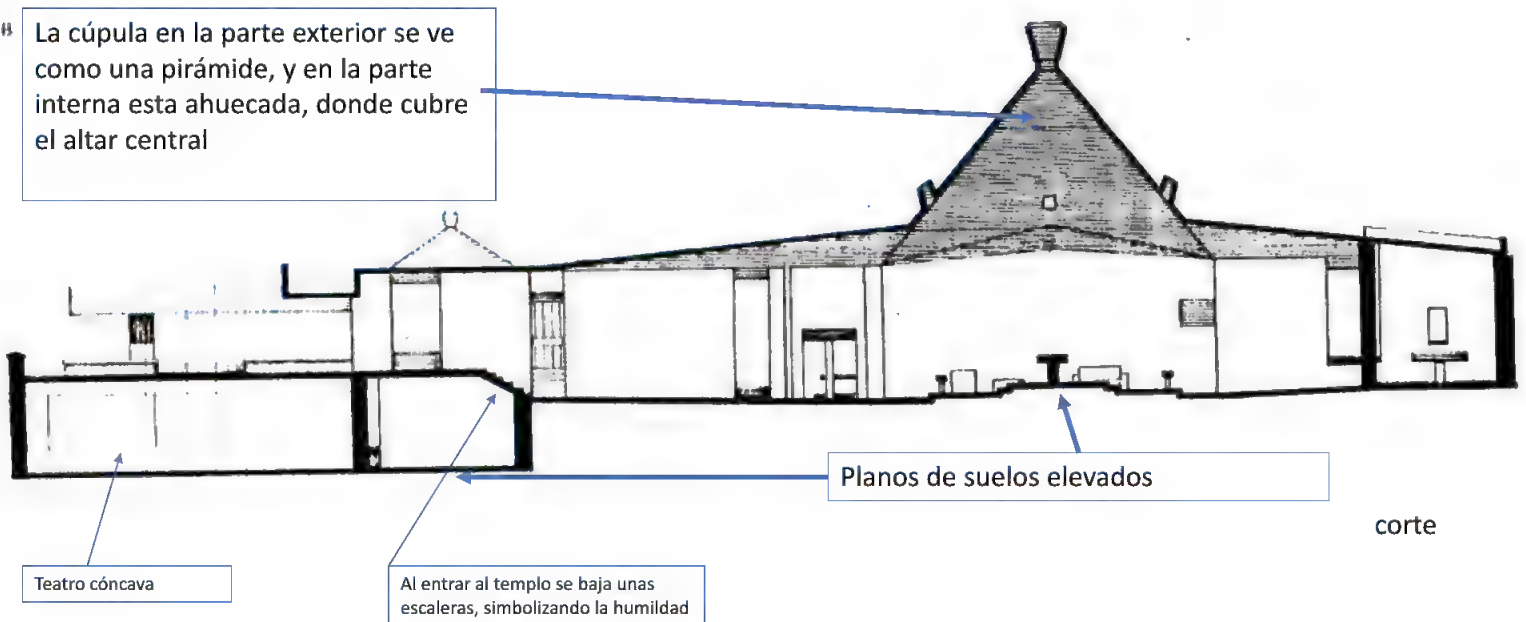 La cúpula en la parte exterior se ve
como una pirámide, y en la parte
interna esta ahuecada, donde cubre
el altar central
Planos de suelos elevados
corte
Teatro cóncava
Al entrar al templo se baja unas
escaleras, simbolizando la humildad